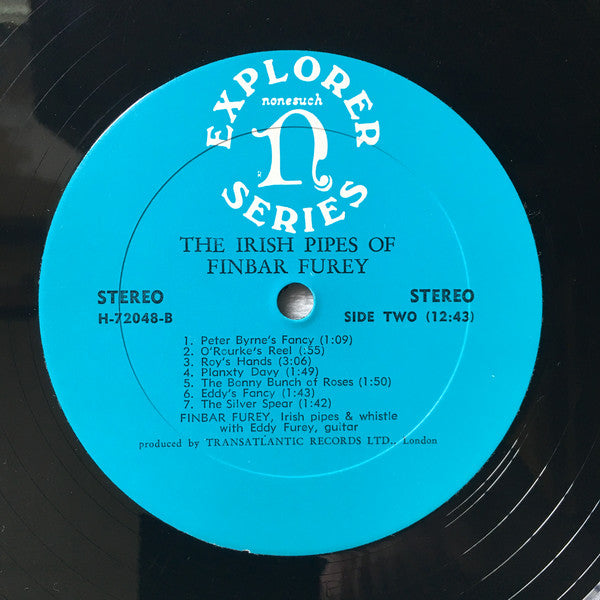 EXPLORER
nonesuch
n
SERIES
THE IRISH PIPES OF
FINBAR FUREY
STEREO STEREO
H-72048-B SIDE TWO (12:43)
1. Peter Byrne's Fancy (1:09)
2. O'Rourke's Reel (:55)
3. Roy's Hands (3:06)
4. Planxty Davy (1:49)
5. The Bonny Bunch of Roses (1:50)
6. Eddy's Fancy (1:43)
7. The Silver Spear (1:42)
FINBAR FUREY, Irish pipes & whistle
with Eddy Furey, guitar
produced by TRANSATLANTIC RECORDS LTD., London